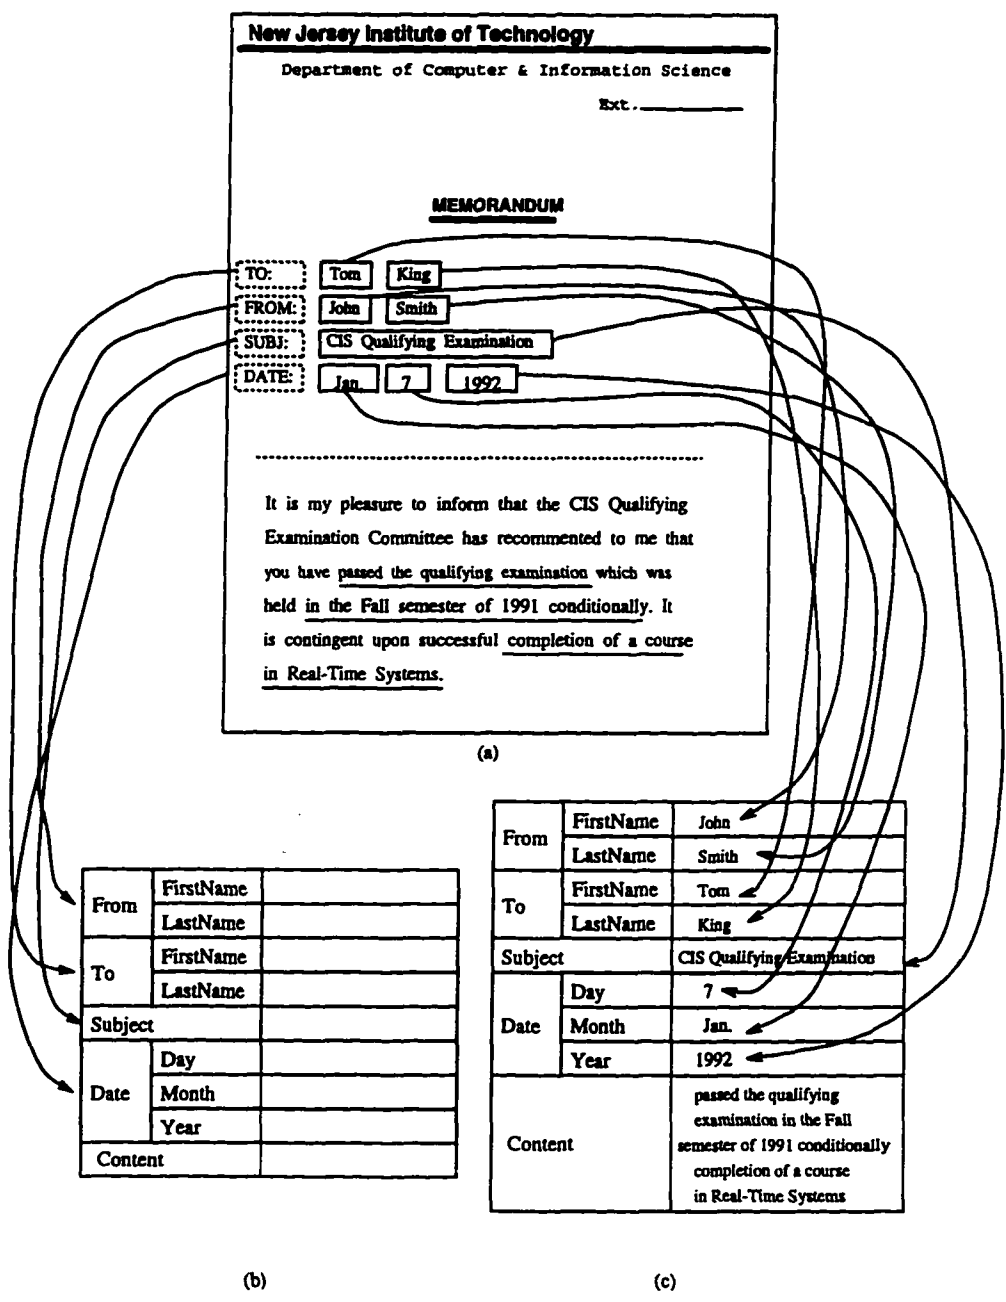 New Jersey Institute of Technology
Department of Computer & Information Science
Ext.
MEMORANDUM
TO: Tom King
FROM: John Smith
SUBJ: CIS Qualifying Examination
DATE: Jan. 7 1992
It is my pleasure to inform that the CIS Qualifying
Examination Committee has recommented to me that
you have passed the qualifying examination which was
held in the Fall semester of 1991 conditionally. It
is contingent upon successful completion of a course
in Real-Time Systems.
(a)
From
FirstName
LastName
To
FirstName
LastName
Subject
Date
Day
Month
Year
Content
(b)
From
FirstName John
LastName Smith
To
FirstName Tom
LastName King
Subject CIS Qualifying Examination
Date
Day 7
Month Jan.
Year 1992
Content
passed the qualifying
examination in the Fall
semester of 1991 conditionally
completion of a course
in Real-Time Systems
(c)